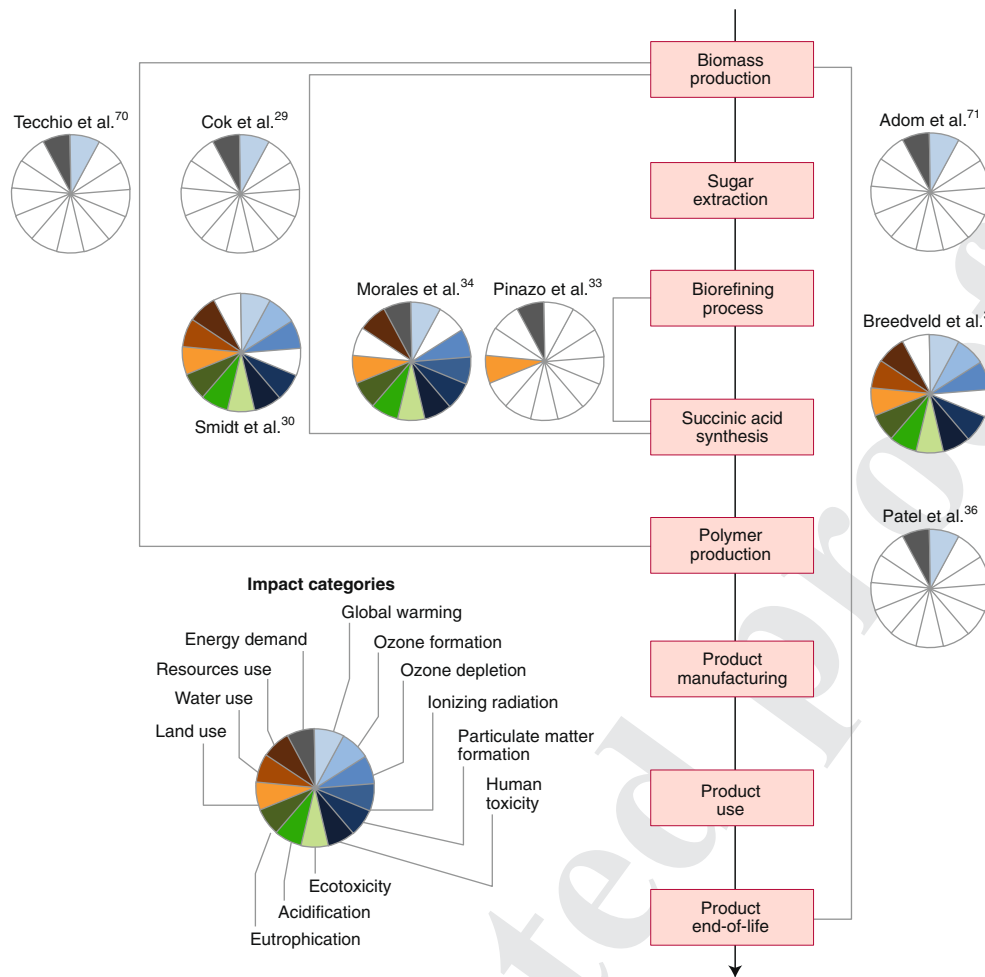 Biomass
production
Tecchio et al.70
Cok et al.29
Adom et al.71
Sugar
extraction
Biorefining
process
Morales et al.34
Pinazo et al.33
Breedveld et al.
Smidt et al.30
Succinic acid
synthesis
Patel et al.36
Polymer
production
Impact categories
Global warming
Energy demand
Ozone formation
Resources use
Ozone depletion
Water use
Ionizing radiation
Land use
Particulate matter
formation
Human
toxicity
Product
manufacturing
Product
use
Ecotoxicity
Acidification
Eutrophication
Product
end-of-life